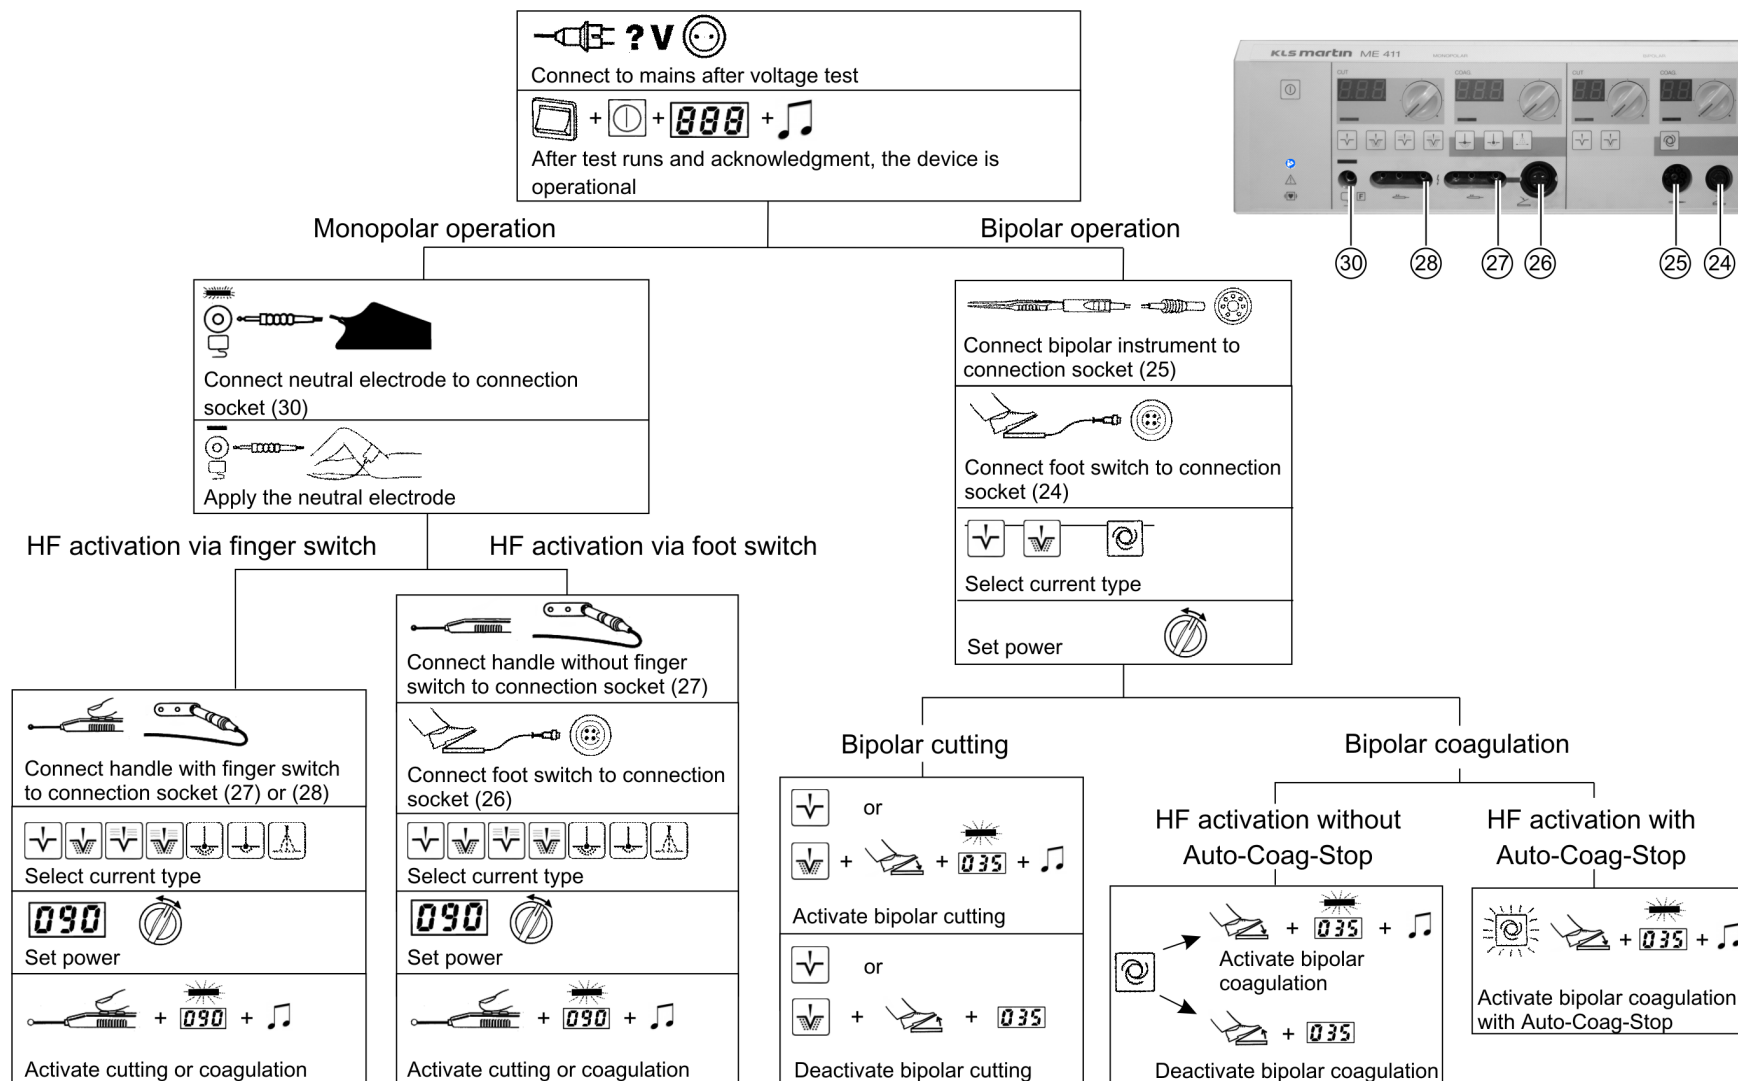 ? V
Connect to mains after voltage test
+ + 888 +
After test runs and acknowledgment, the device is
operational
KLS martin ME 411
MONOPOLAR
BIPOLAR
CUT
COAG
CUT
COAG
F
30
28
27
26
25
24
Monopolar operation
Bipolar operation
Connect neutral electrode to connection
socket (30)
Apply the neutral electrode
Connect bipolar instrument to
connection socket (25)
Connect foot switch to connection
socket (24)
Select current type
Set power
HF activation via finger switch
HF activation via foot switch
Connect handle with finger switch
to connection socket (27) or (28)
Select current type
090
Set power
+ 090 +
Activate cutting or coagulation
Connect handle without finger
switch to connection socket (27)
Connect foot switch to connection
socket (26)
Select current type
090
Set power
+ 090 +
Activate cutting or coagulation
Bipolar cutting
or
+ + 035 +
Activate bipolar cutting
or
+ + 035
Deactivate bipolar cutting
Bipolar coagulation
HF activation without
Auto-Coag-Stop
+ 035 +
Activate bipolar
coagulation
+ 035
Deactivate bipolar coagulation
HF activation with
Auto-Coag-Stop
+ 035 +
Activate bipolar coagulation
with Auto-Coag-Stop